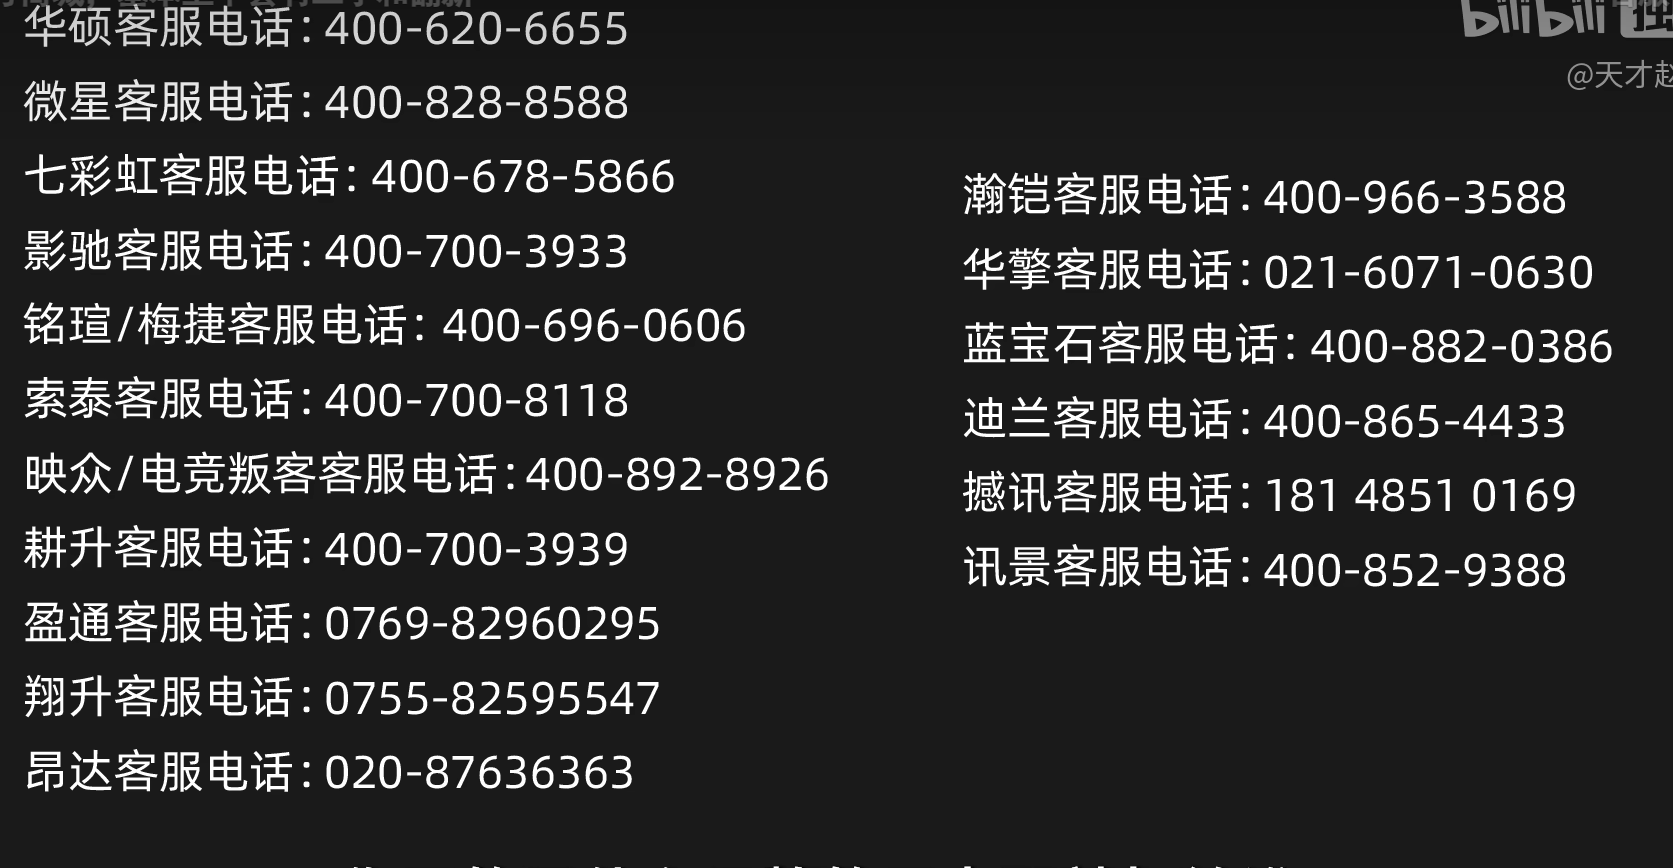 华硕客服电话：400-620-6655
微星客服电话：400-828-8588
七彩虹客服电话：400-678-5866
影驰客服电话：400-700-3933
铭瑄/梅捷客服电话：400-696-0606
索泰客服电话：400-700-8118
映众/电竞叛客客服电话：400-892-8926
耕升客服电话：400-700-3939
盈通客服电话：0769-82960295
翔升客服电话：0755-82595547
昂达客服电话：020-87636363
bilibili
@天才赵
瀚铠客服电话：400-966-3588
华擎客服电话：021-6071-0630
蓝宝石客服电话：400-882-0386
迪兰客服电话：400-865-4433
撼讯客服电话：181 4851 0169
讯景客服电话：400-852-9388